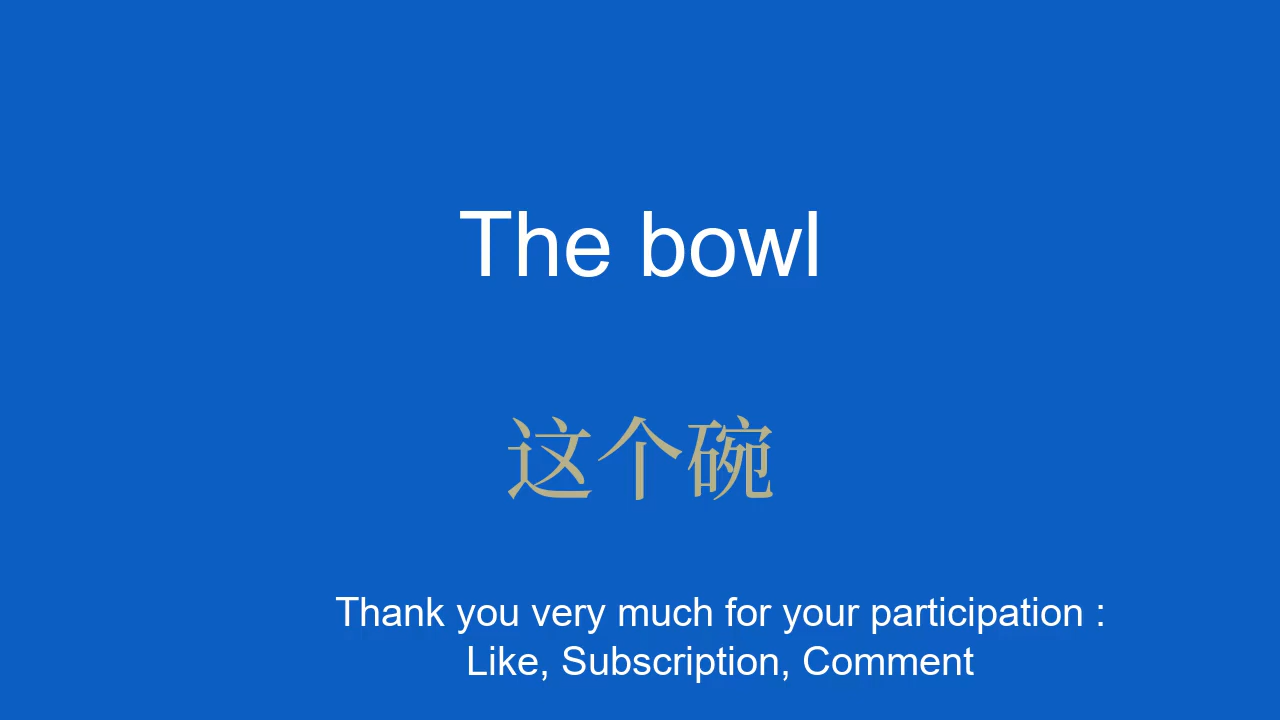 The bowl
这个碗
Thank you very much for your participation :
Like, Subscription, Comment